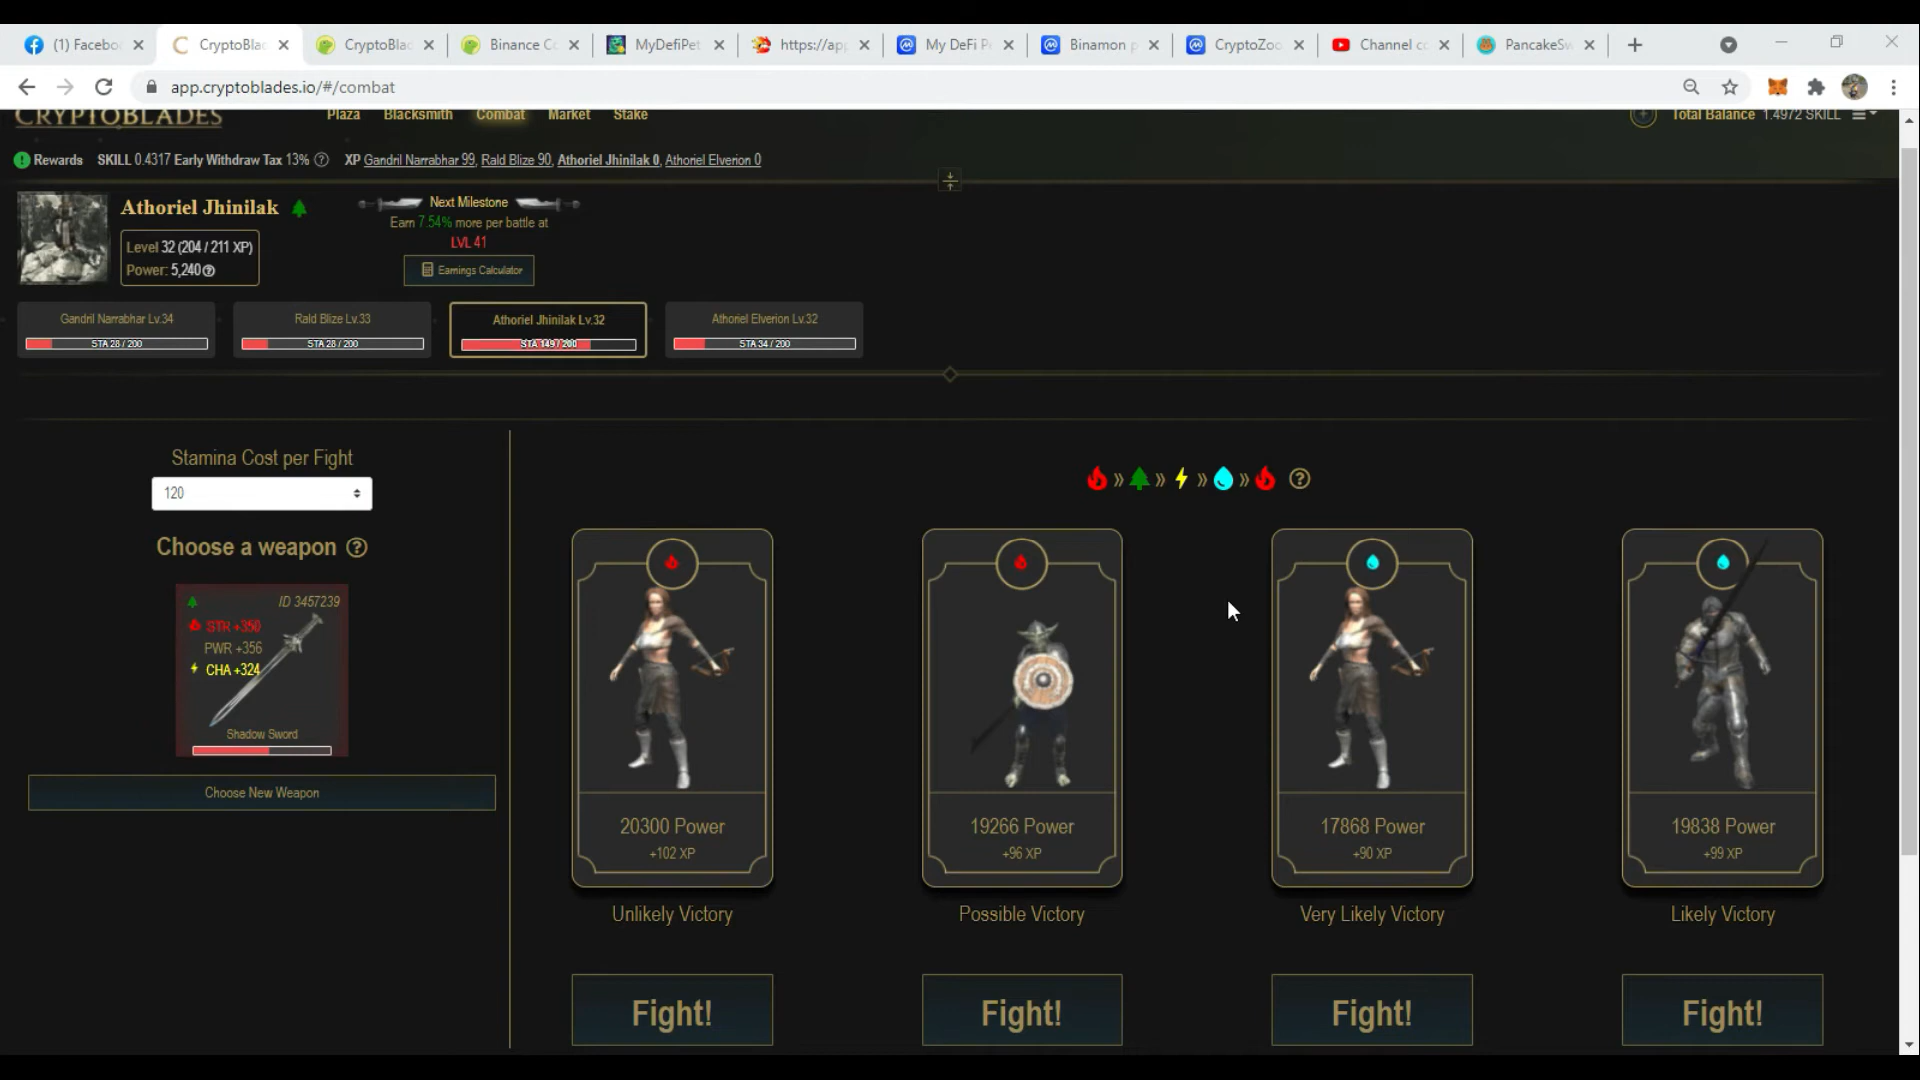 (1) Facebo
CryptoBlad
CryptoBlad
Binance Co
MyDefiPet
https://app
My DeFi P
Binamon p
CryptoZoo
Channel co
PancakeSw
app.cryptoblades.io/#/combat
CRYPTOBLADES
Plaza
Blacksmith
Combat
Market
Stake
Total Balance 1.4972 SKILL
Rewards SKILL 0.4317 Early Withdraw Tax 13% XP Gandril Narrabhar 99, Rald Blize 90, Athoriel Jhinilak 0, Athoriel Elverion 0
Athoriel Jhinilak
Level 32 (204 / 211 XP)
Power: 5,240
Next Milestone
Earn 7.54% more per battle at
LVL 41
Earnings Calculator
Gandril Narrabhar Lv.34
STA 28 / 200
Rald Blize Lv.33
STA 28 / 200
Athoriel Jhinilak Lv.32
STA 149 / 200
Athoriel Elverion Lv.32
STA 34 / 200
Stamina Cost per Fight
120
Choose a weapon
ID 3457239
STR +350
PWR +356
CHA +324
Shadow Sword
Choose New Weapon
» » » »
20300 Power
+102 XP
Unlikely Victory
Fight!
19266 Power
+96 XP
Possible Victory
Fight!
17868 Power
+90 XP
Very Likely Victory
Fight!
19838 Power
+99 XP
Likely Victory
Fight!